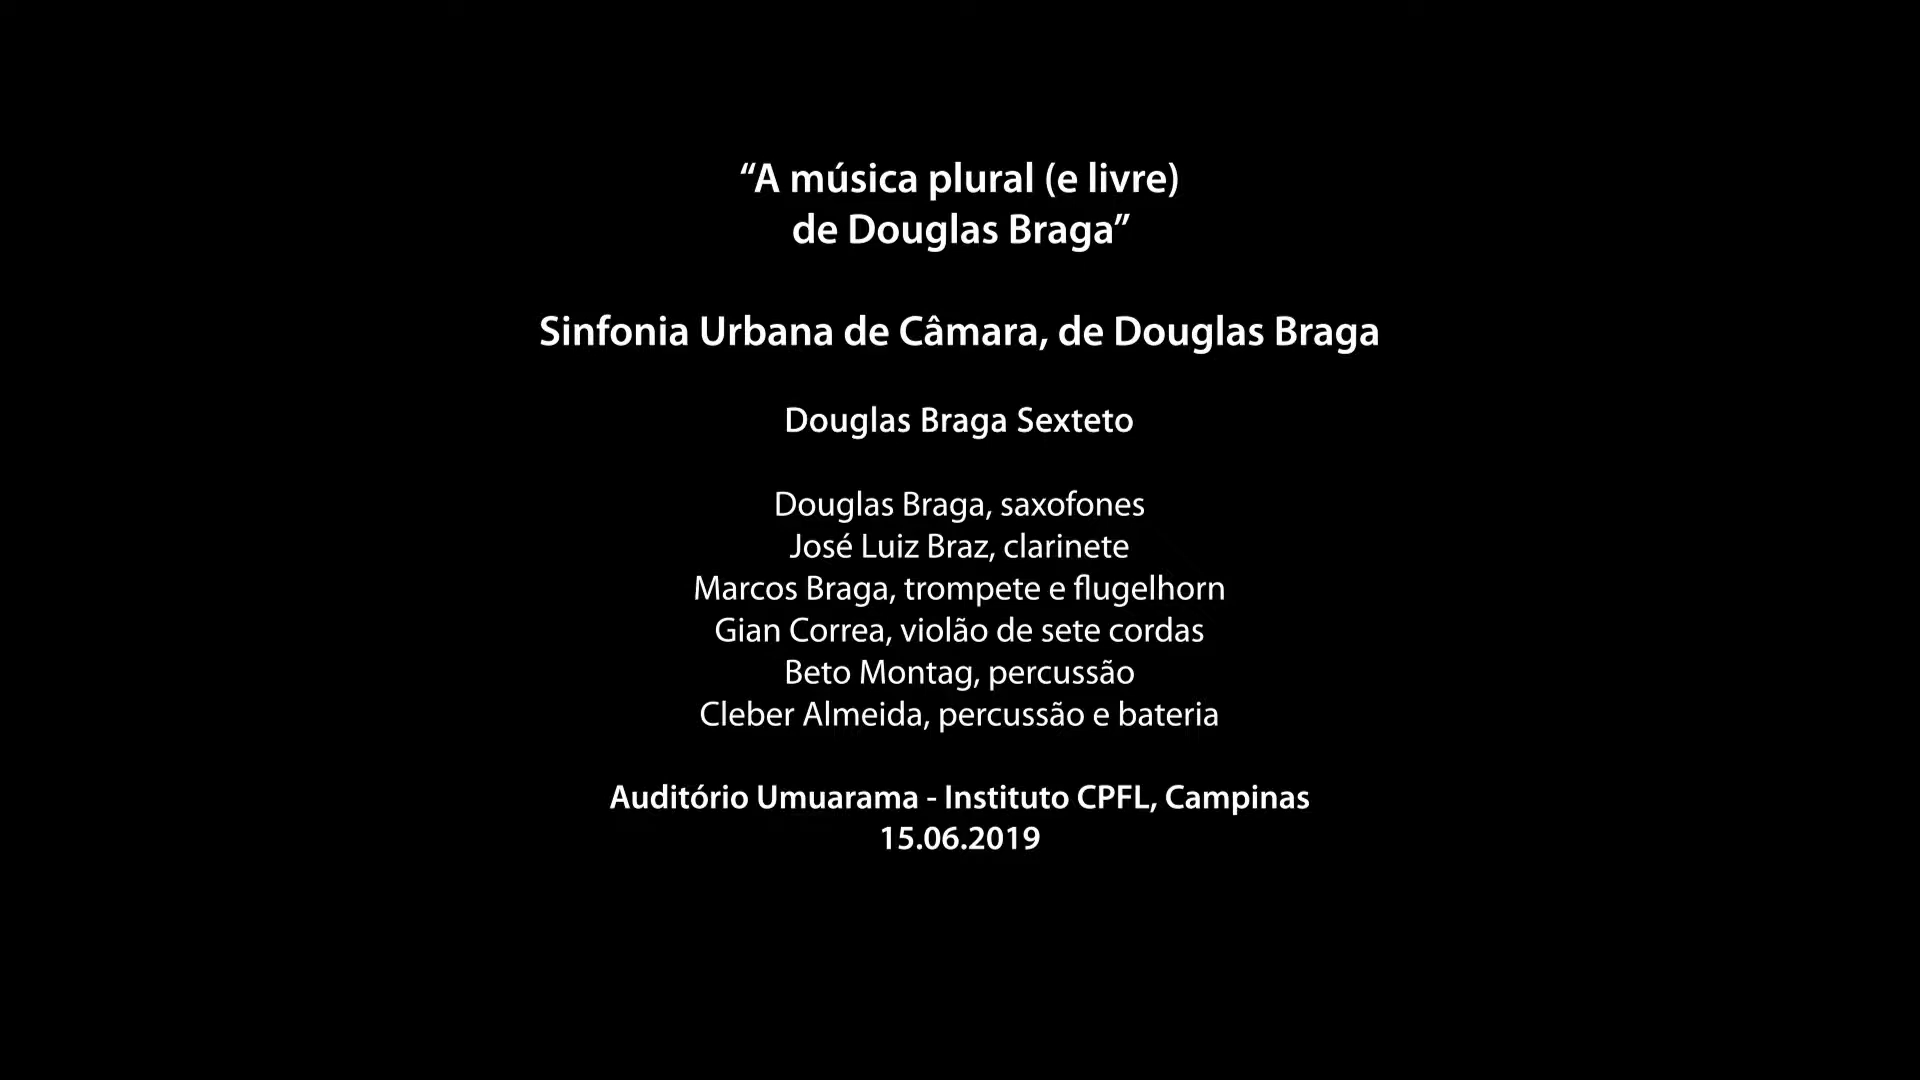 “A música plural (e livre)
de Douglas Braga”
Sinfonia Urbana de Câmara, de Douglas Braga
Douglas Braga Sexteto
Douglas Braga, saxofones
José Luiz Braz, clarinete
Marcos Braga, trompete e flugelhorn
Gian Correa, violão de sete cordas
Beto Montag, percussão
Cleber Almeida, percussão e bateria
Auditório Umuarama - Instituto CPFL, Campinas
15.06.2019